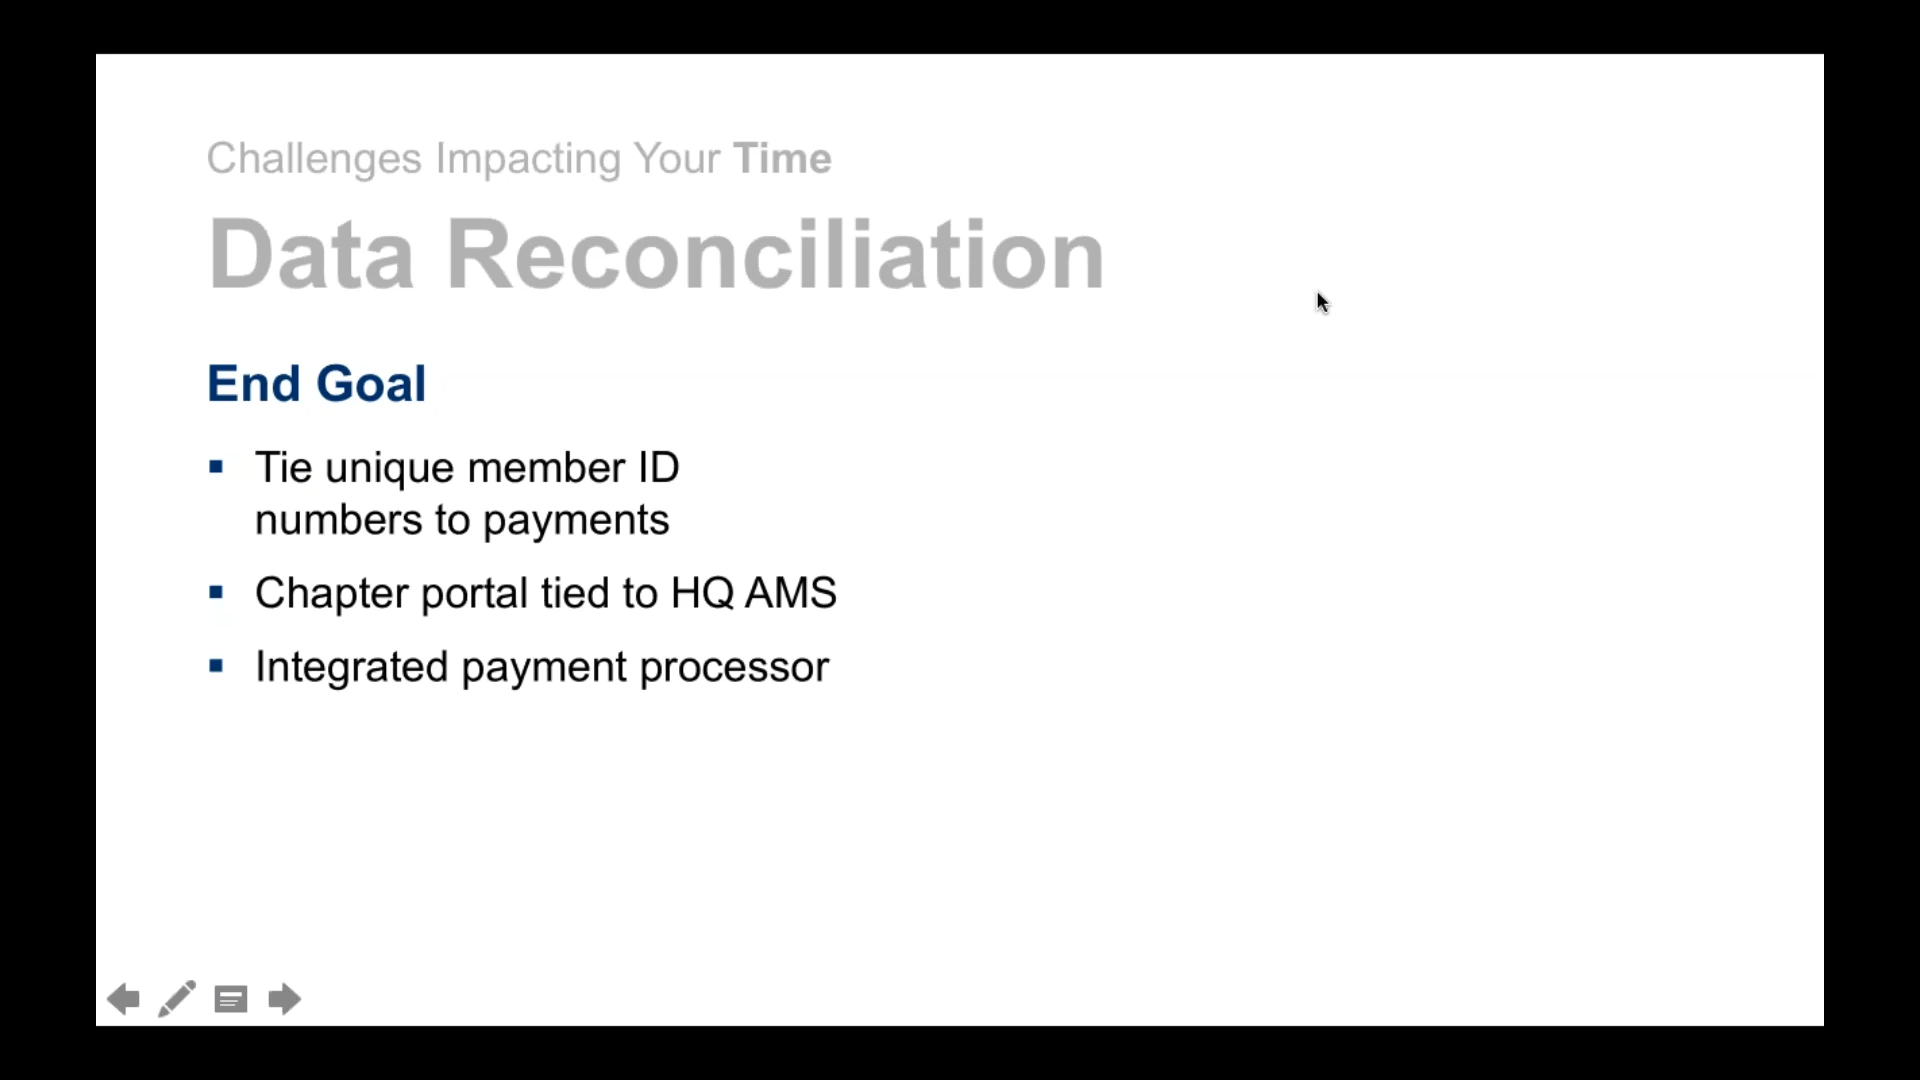 Challenges Impacting Your Time
Data Reconciliation
End Goal
Tie unique member ID
numbers to payments
Chapter portal tied to HQ AMS
Integrated payment processor